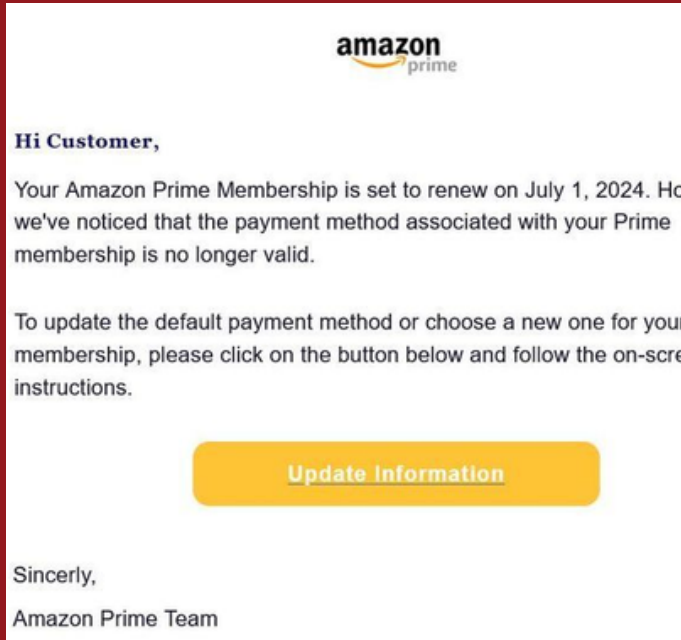 amazon
prime
Hi Customer,
Your Amazon Prime Membership is set to renew on July 1, 2024.
we've noticed that the payment method associated with your Prime
membership is no longer valid.
To update the default payment method or choose a new one for your
membership, please click on the button below and follow the
instructions.
Update Information
Sincerly,
Amazon Prime Team